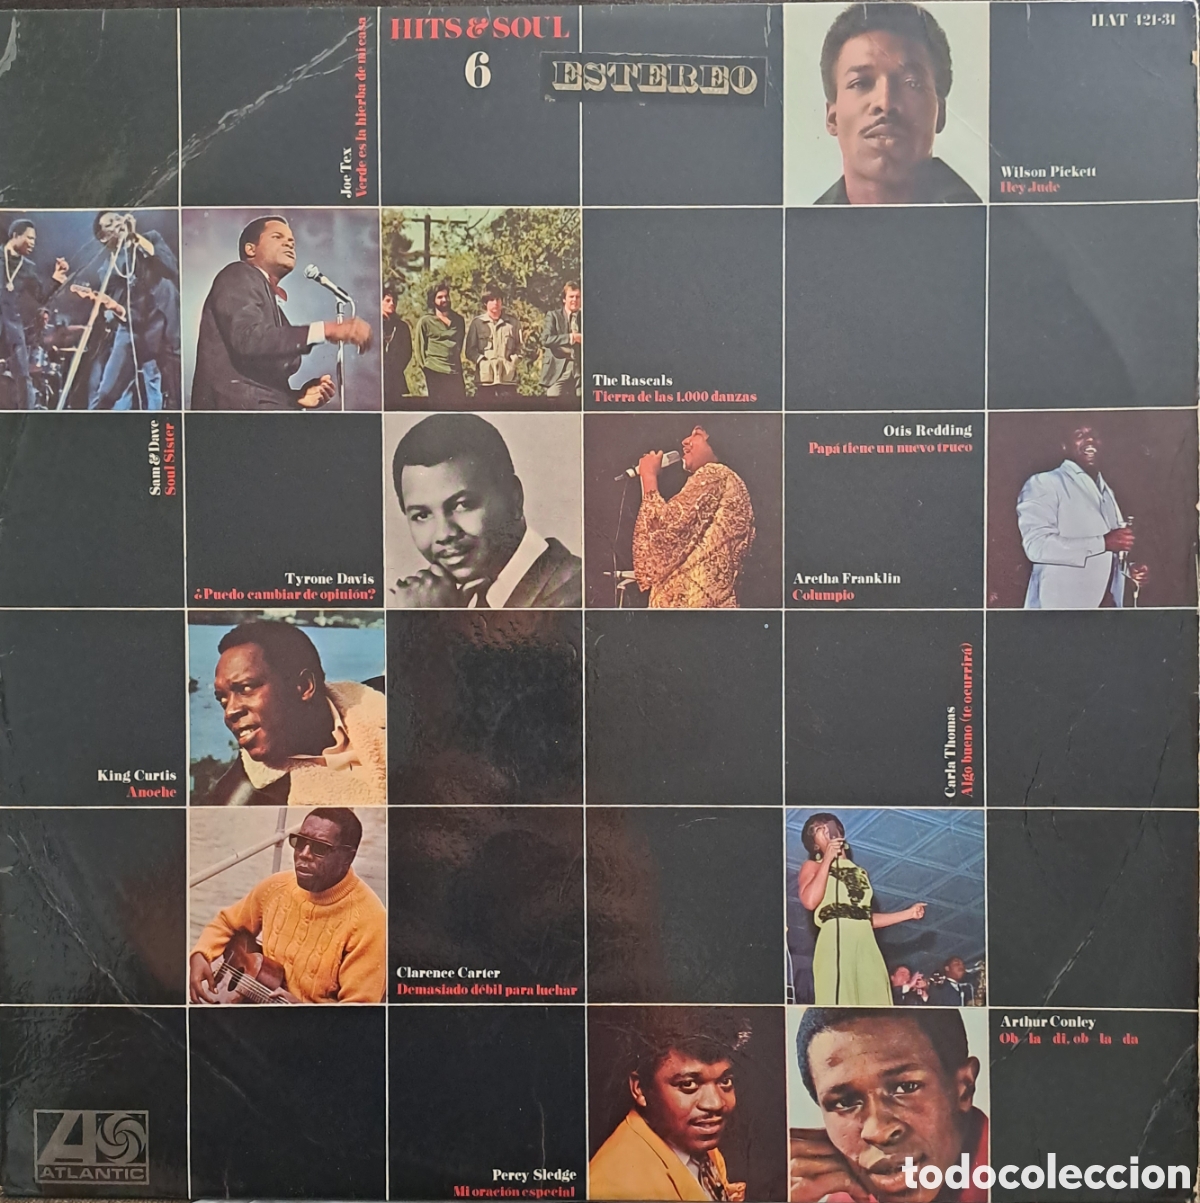 HITS & SOUL
6
ESTEREO
HAT 421-31
Joe Tex
Verde es la hierba de mi casa
Wilson Pickett
Hey Jude
The Rascals
Tierra de las 1.000 danzas
Sam & Dave
Soul Sister
Tyrone Davis
¿Puedo cambiar de opinión?
Otis Redding
Papá tiene un nuevo truco
Aretha Franklin
Columpio
King Curtis
Anoche
Carla Thomas
Algo bueno (te ocurrirá)
Clarence Carter
Demasiado débil para luchar
Arthur Conley
Ob - la - di, ob - la - da
Percy Sledge
Mi oración especial
ATLANTIC
todocoleccion